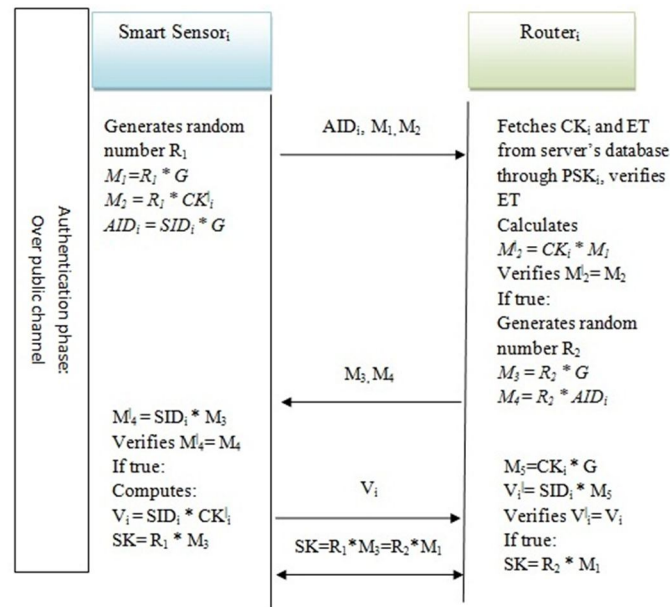 Smart Sensorᵢ
Routerᵢ
Authentication phase:
Over public channel
Generates random
number R₁
M₁=R₁ * G
M₂ = R₁ * CK|ᵢ
AIDᵢ = SIDᵢ * G
AIDᵢ, M₁, M₂
Fetches CKᵢ and ET
from server's database
through PSKᵢ, verifies
ET
Calculates
M|₂ = CKᵢ * M₁
Verifies M|₂= M₂
If true:
Generates random
number R₂
M₃ = R₂ * G
M₄ = R₂ * AIDᵢ
M₃, M₄
M|₄ = SIDᵢ * M₃
Verifies M|₄= M₄
If true:
Computes:
Vᵢ = SIDᵢ * CK|ᵢ
SK= R₁ * M₃
Vᵢ
M₅=CKᵢ * G
Vᵢ|= SIDᵢ * M₅
Verifies V|ᵢ= Vᵢ
If true:
SK= R₂ * M₁
SK=R₁*M₃=R₂*M₁